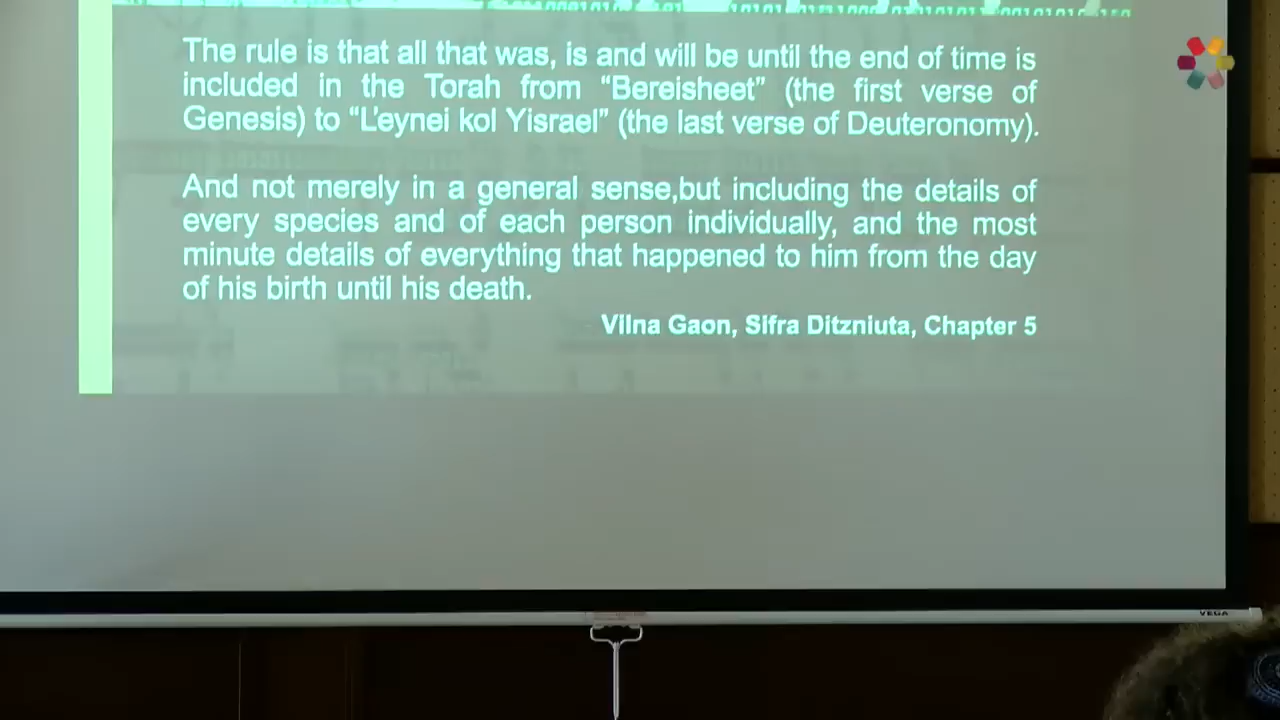 The rule is that all that was, is and will be until the end of time is
included in the Torah from “Bereisheet” (the first verse of
Genesis) to “L'eynei kol Yisrael” (the last verse of Deuteronomy).
And not merely in a general sense,but including the details of
every species and of each person individually, and the most
minute details of everything that happened to him from the day
of his birth until his death.
Vilna Gaon, Sifra Ditzniuta, Chapter 5
VEGA